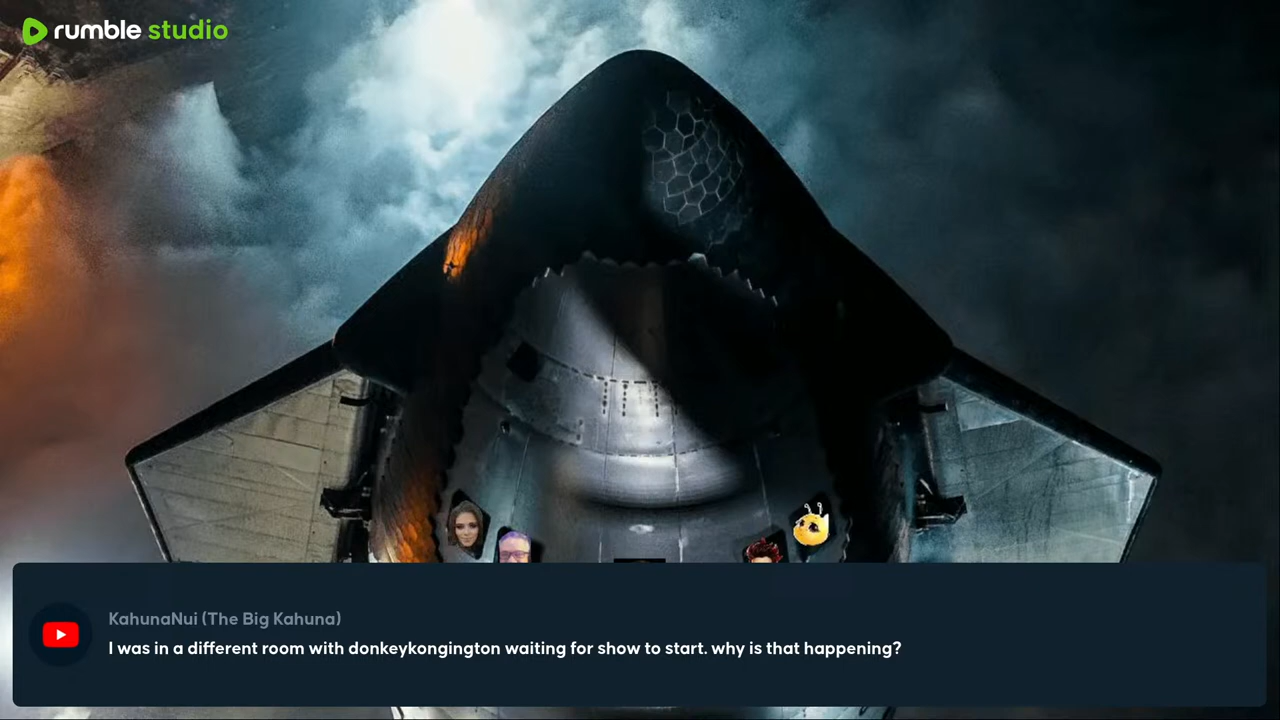 rumble studio
KahunaNui (The Big Kahuna)
I was in a different room with donkeykongington waiting for show to start. why is that happening?